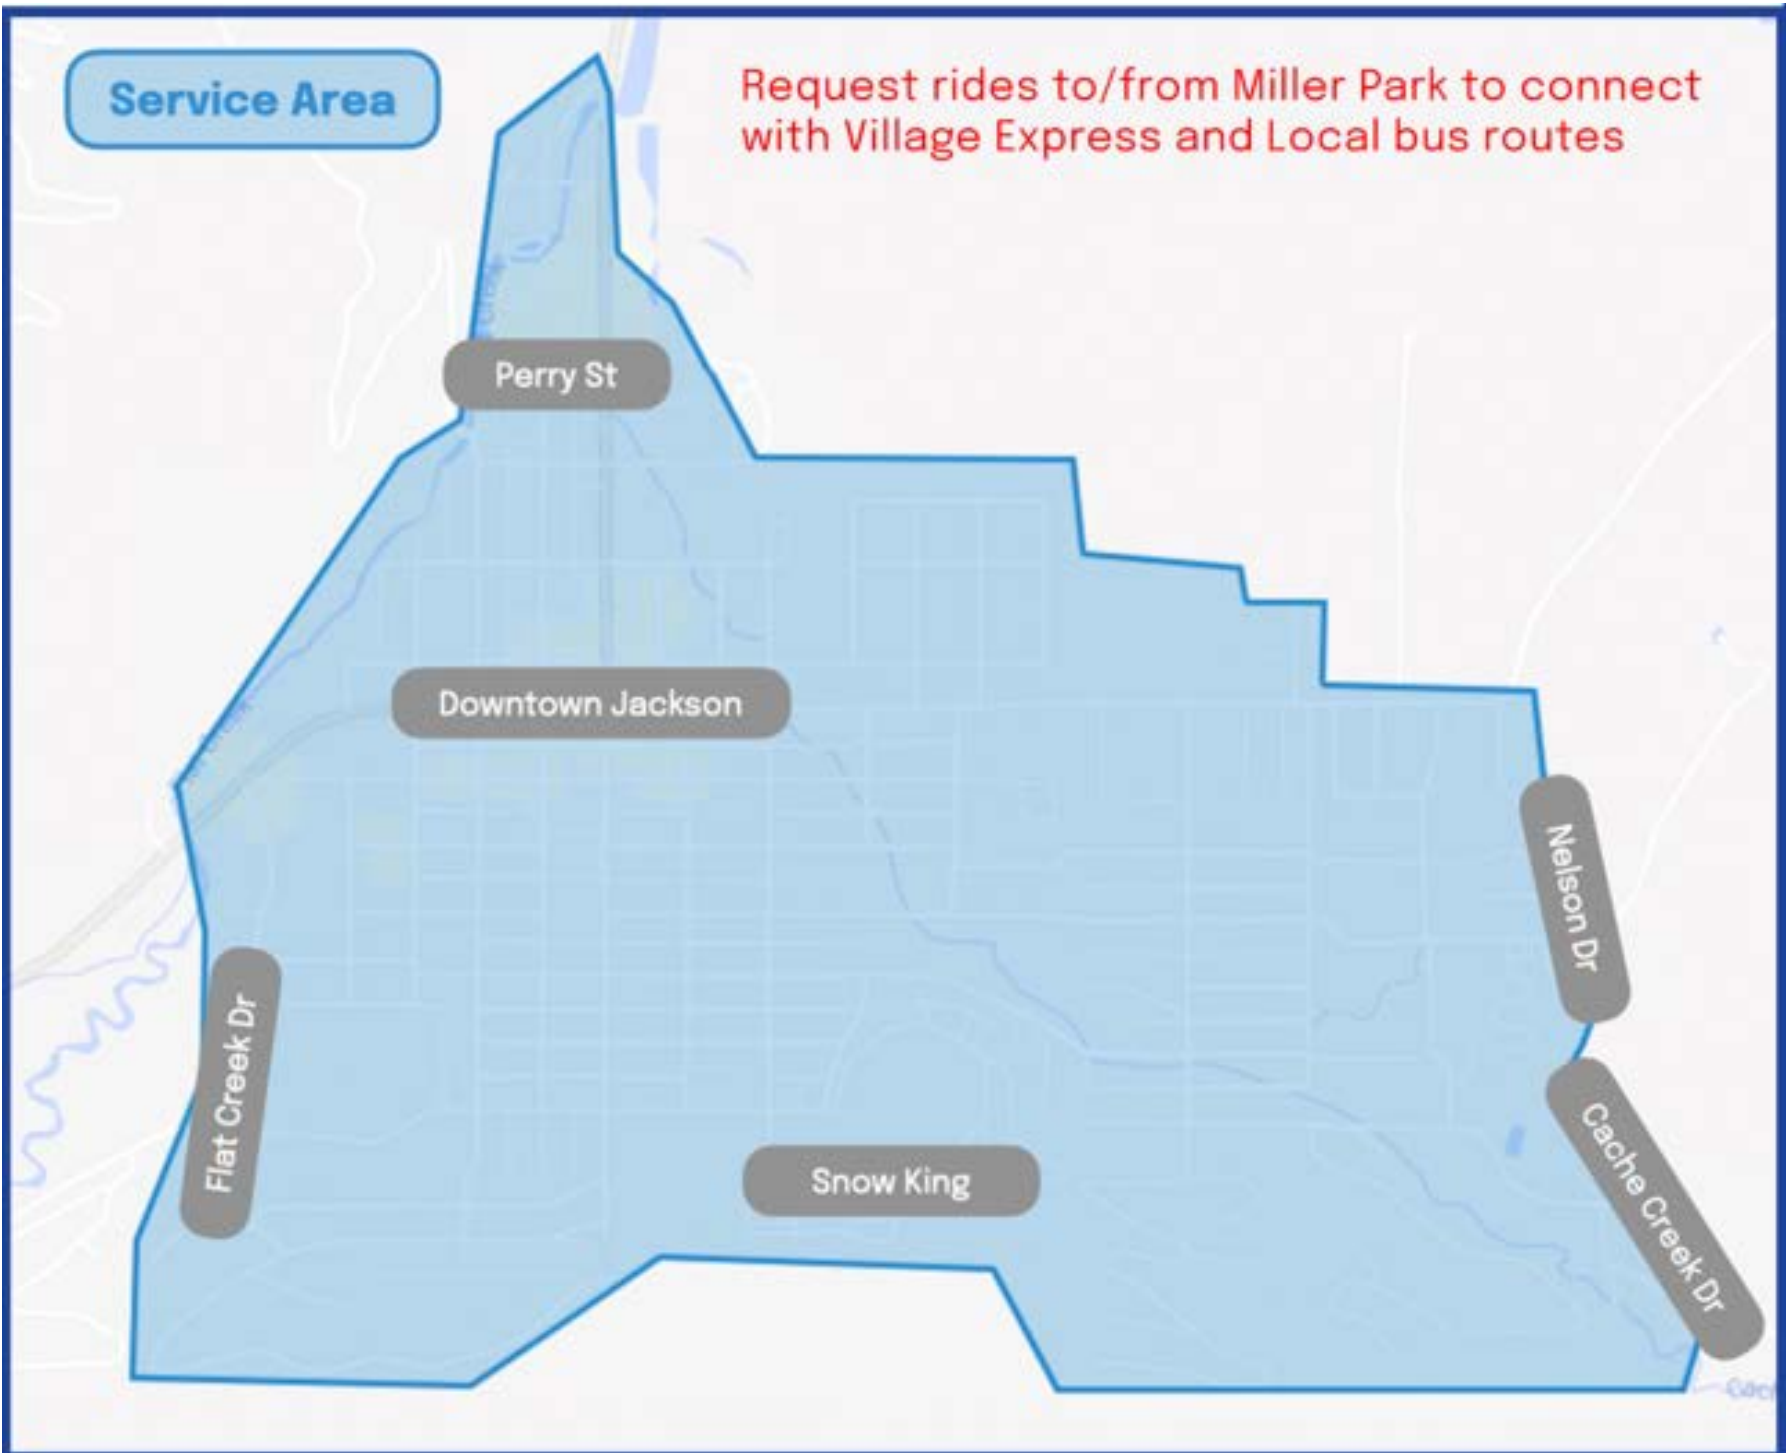 Service Area
Request rides to/from Miller Park to connect
with Village Express and Local bus routes
Perry St
Downtown Jackson
Nelson Dr
Flat Creek Dr
Cache Creek Dr
Snow King